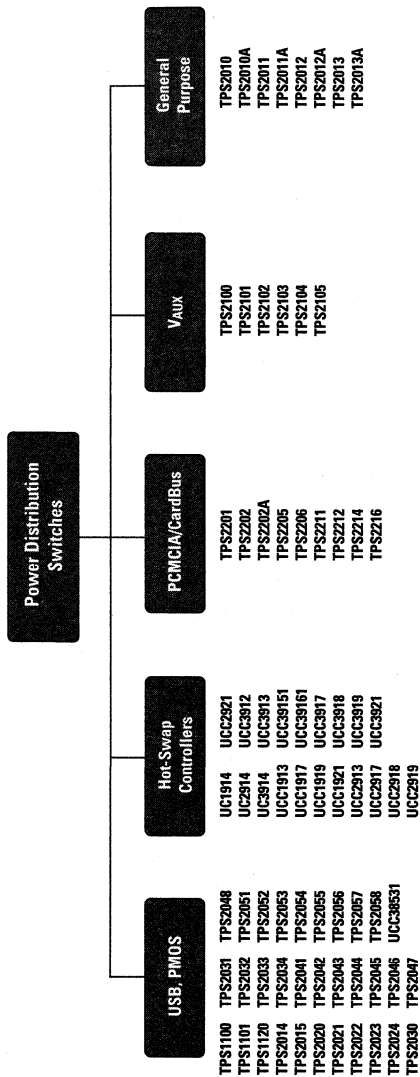 Power Distribution
Switches
USB, PMOS
TPS1100 TPS2031 TPS2048
TPS1101 TPS2032 TPS2051
TPS1120 TPS2033 TPS2052
TPS2014 TPS2034 TPS2053
TPS2015 TPS2041 TPS2054
TPS2020 TPS2042 TPS2055
TPS2021 TPS2043 TPS2056
TPS2022 TPS2044 TPS2057
TPS2023 TPS2045 TPS2058
TPS2024 TPS2046 UCC38531
TPS2030 TPS2047
Hot-Swap
Controllers
UC1914 UCC2921
UC2914 UCC3912
UC3914 UCC3913
UCC1913 UCC39151
UCC1917 UCC39161
UCC1919 UCC3917
UCC1921 UCC3918
UCC2913 UCC3919
UCC2917 UCC3921
UCC2918
UCC2919
PCMCIA/CardBus
TPS2201
TPS2202
TPS2202A
TPS2205
TPS2206
TPS2211
TPS2212
TPS2214
TPS2216
VAUX
TPS2100
TPS2101
TPS2102
TPS2103
TPS2104
TPS2105
General
Purpose
TPS2010
TPS2010A
TPS2011
TPS2011A
TPS2012
TPS2012A
TPS2013
TPS2013A